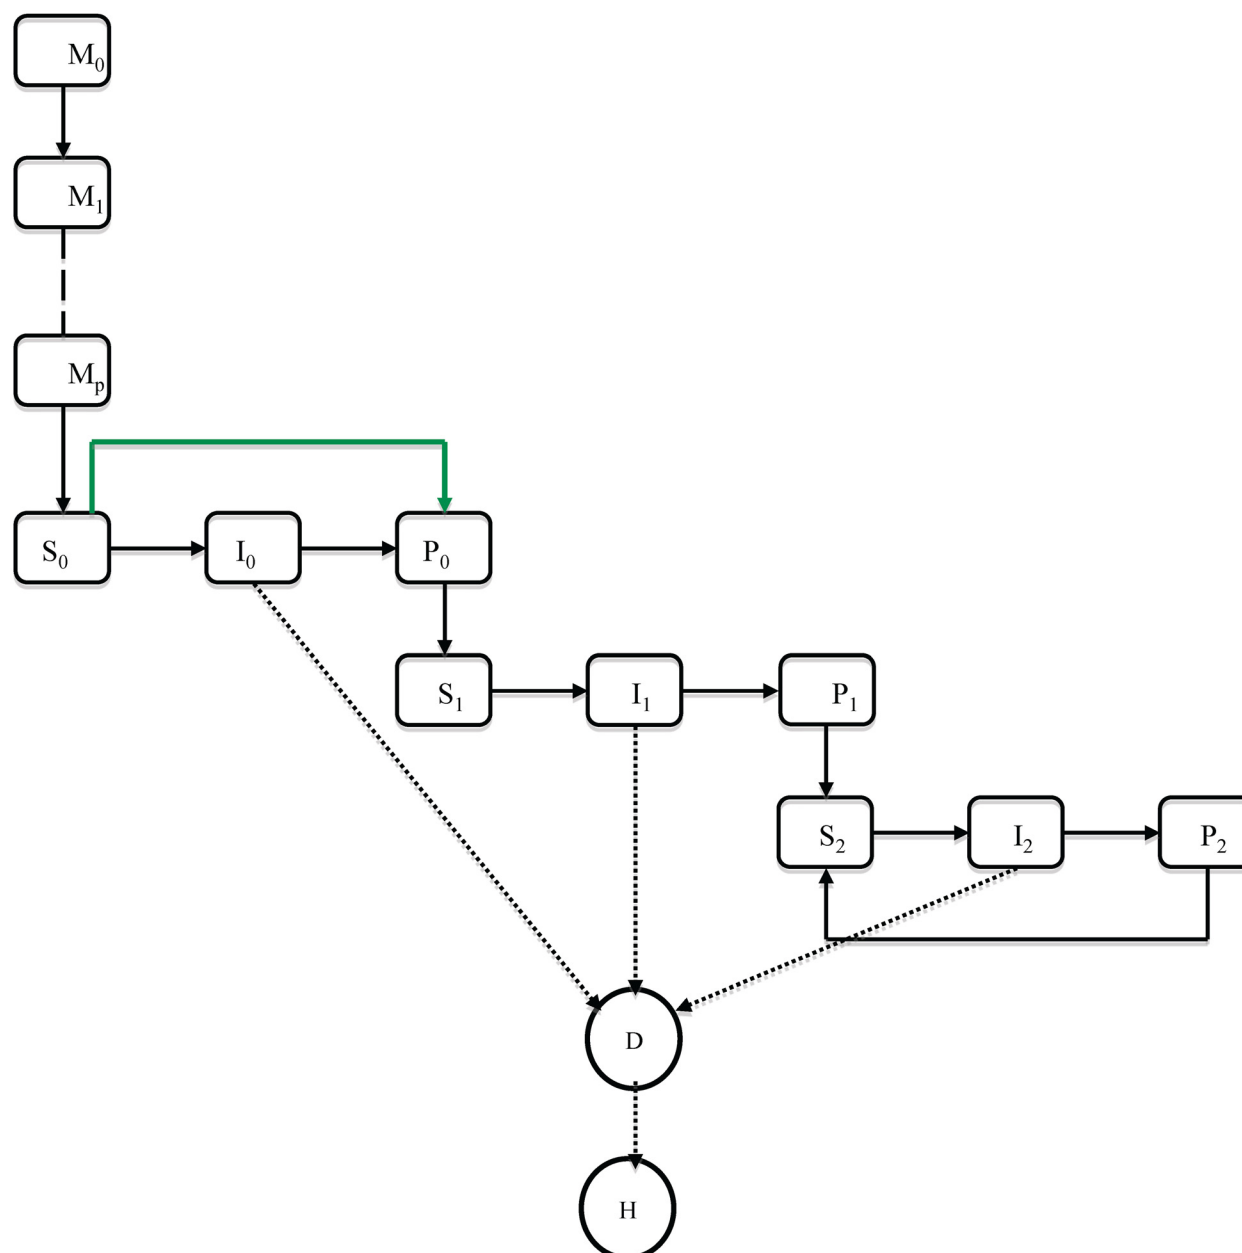 M₀
M₁
Mₚ
S₀ I₀ P₀
S₁ I₁ P₁
S₂ I₂ P₂
D
H